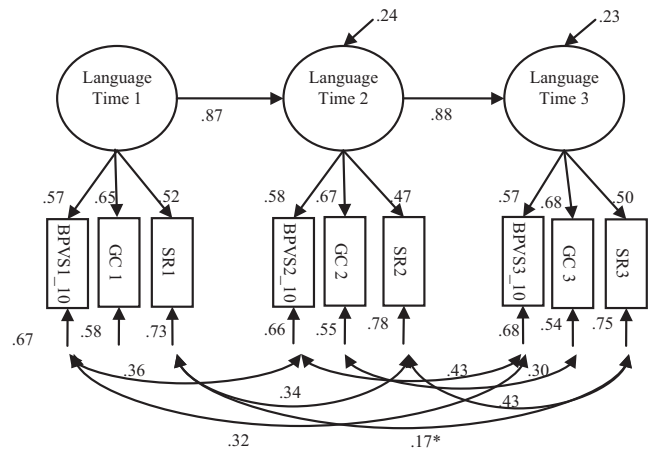 .24
.23
Language
Time 1
Language
Time 2
Language
Time 3
.87
.88
.57
.65
.52
.58
.67
.47
.57
.68
.50
BPVS1_10
GC 1
SR1
BPVS2_10
GC 2
SR2
BPVS3_10
GC 3
SR3
.67
.58
.73
.66
.55
.78
.68
.54
.75
.36
.34
.43
.30
.43
.32
.17*